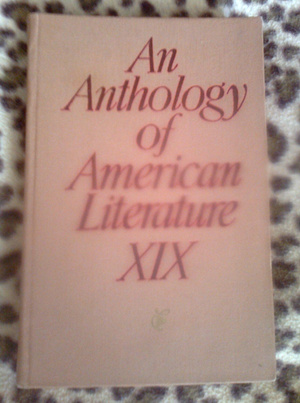 An
Anthology
of
American
Literature
XIX